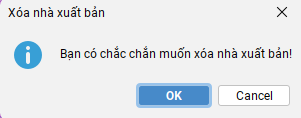 Xóa nhà xuất bản
Bạn có chắc chắn muốn xóa nhà xuất bản!
OK
Cancel